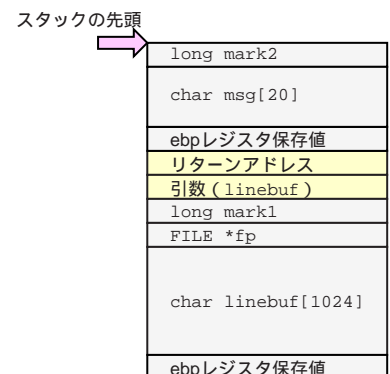 スタックの先頭
long mark2
char msg[20]
ebpレジスタ保存値
リターンアドレス
引数（linebuf）
long mark1
FILE *fp
char linebuf[1024]
ebpレジスタ保存値